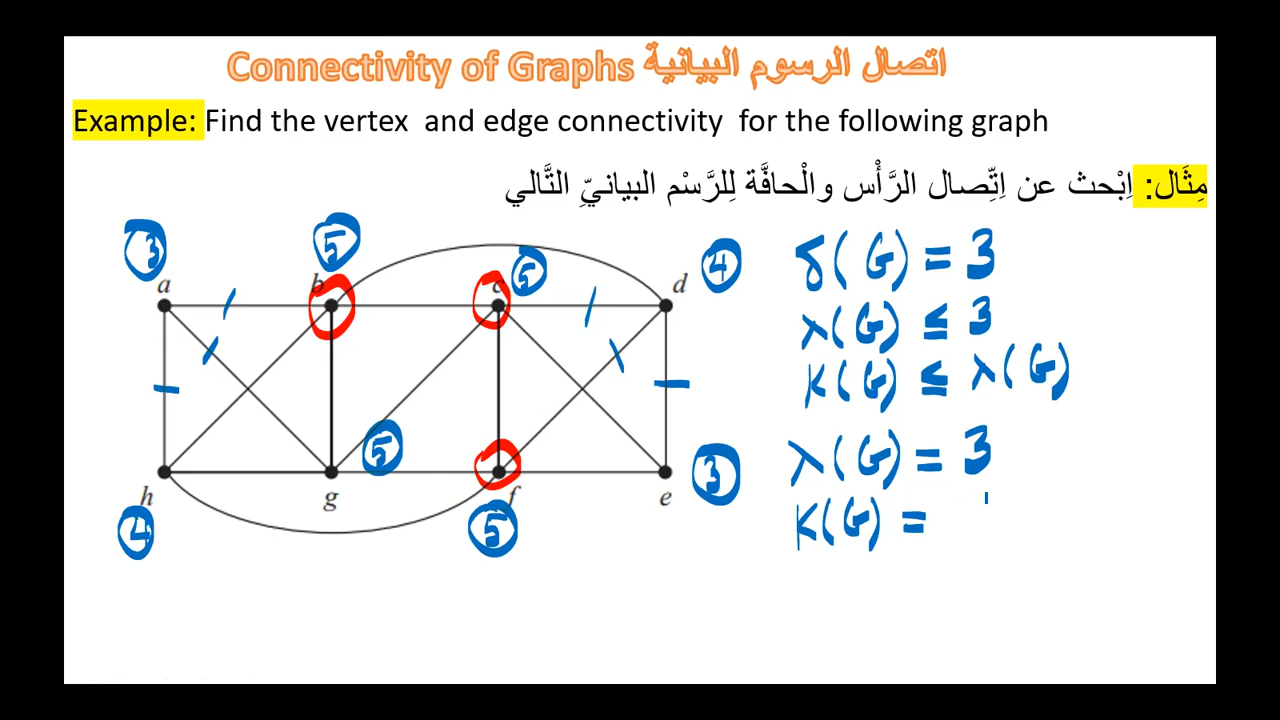 Connectivity of Graphs اتصال الرسوم البيانية
Example: Find the vertex and edge connectivity for the following graph
مِثَال: اِبْحث عن اِتِّصال الرَّأْس والْحافَّة لِلرَّسْم البيانيِّ التَّالي
3 5 5 4
a b c d
5 3
h g f e
4 5
δ(G) = 3
λ(G) ≤ 3
K(G) ≤ λ(G)
λ(G) = 3
K(G) =